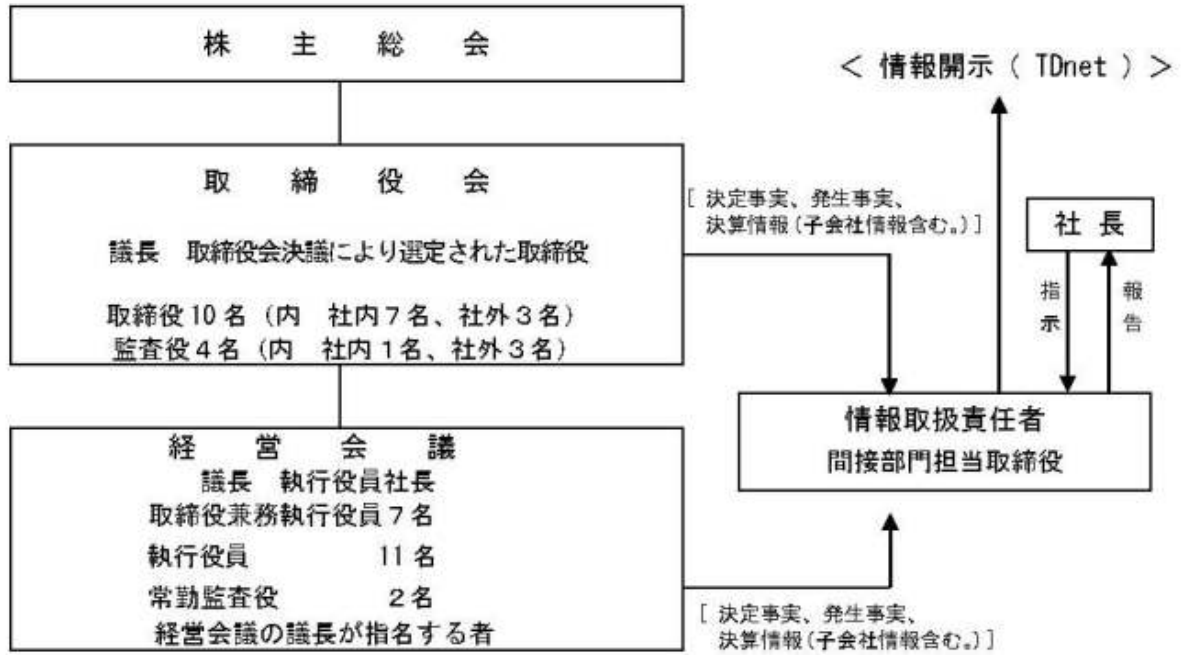 株 主 総 会
< 情報開示 ( TDnet ) >
取 締 役 会
議長 取締役会決議により選定された取締役
取締役10名 (内 社内7名、社外3名)
監査役4名 (内 社内1名、社外3名)
[ 決定事実、発生事実、
決算情報(子会社情報含む。)]
社 長
指示
報告
情報取扱責任者
間接部門担当取締役
経 営 会 議
議長 執行役員社長
取締役兼務執行役員7名
執行役員 11名
常勤監査役 2名
経営会議の議長が指名する者
[ 決定事実、発生事実、
決算情報(子会社情報含む。)]